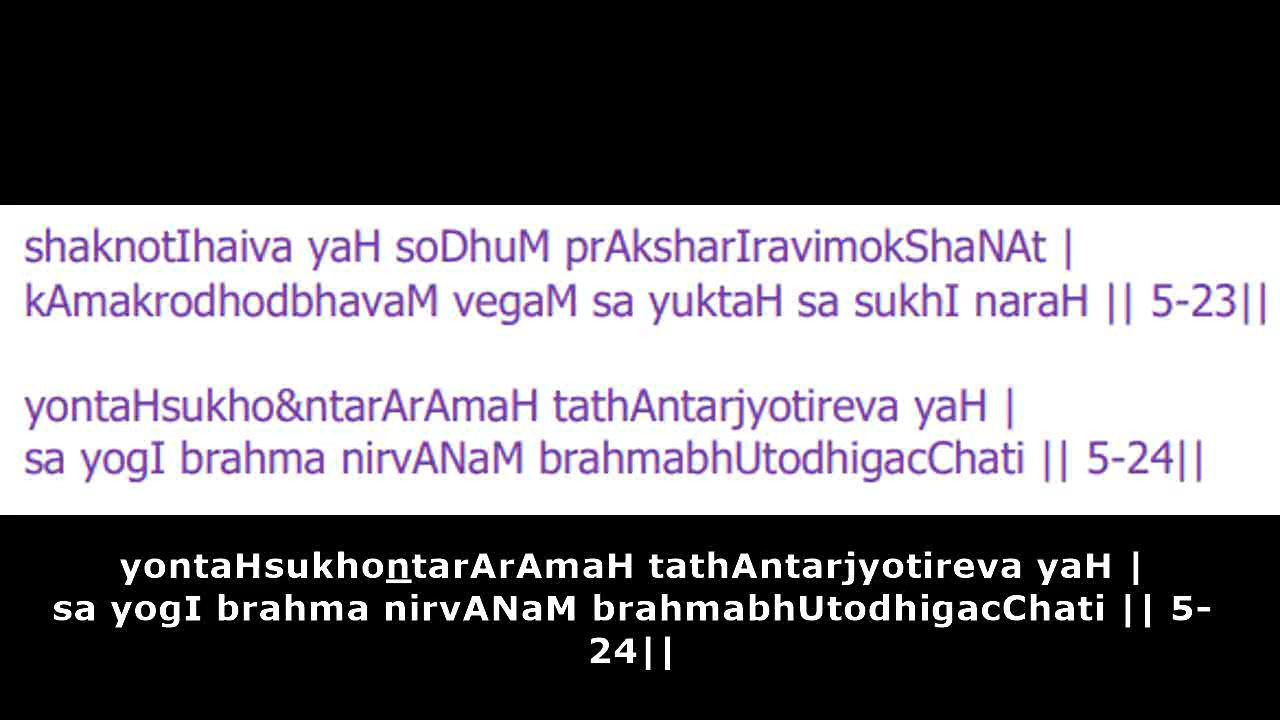 shaknotIhaiva yaH soDhuM prAksharIravimokShaNAt |
kAmakrodhodbhavaM vegaM sa yuktaH sa sukhI naraH || 5-23||
yontaHsukho&ntarArAmaH tathAntarjyotireva yaH |
sa yogI brahma nirvANaM brahmabhUtodhigacChati || 5-24||
yontaHsukhontarArAmaH tathAntarjyotireva yaH |
sa yogI brahma nirvANaM brahmabhUtodhigacChati || 5-
24||